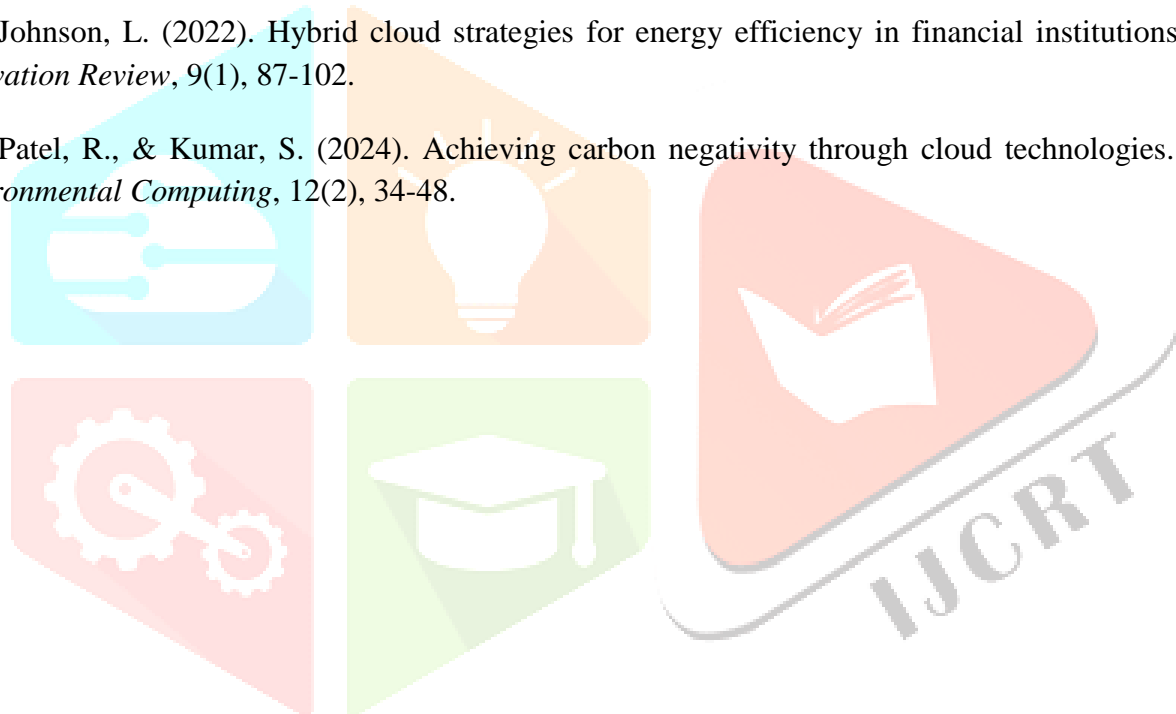 Johnson, L. (2022). Hybrid cloud strategies for energy efficiency in financial institutions
vation Review, 9(1), 87-102.
Patel, R., & Kumar, S. (2024). Achieving carbon negativity through cloud technologies.
ronmental Computing, 12(2), 34-48.
IJCRT